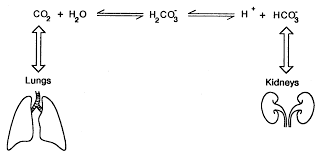 CO₂ + H₂O ⇌ H₂CO₃⁻ ⇌ H⁺ + HCO₃⁻
Lungs Kidneys